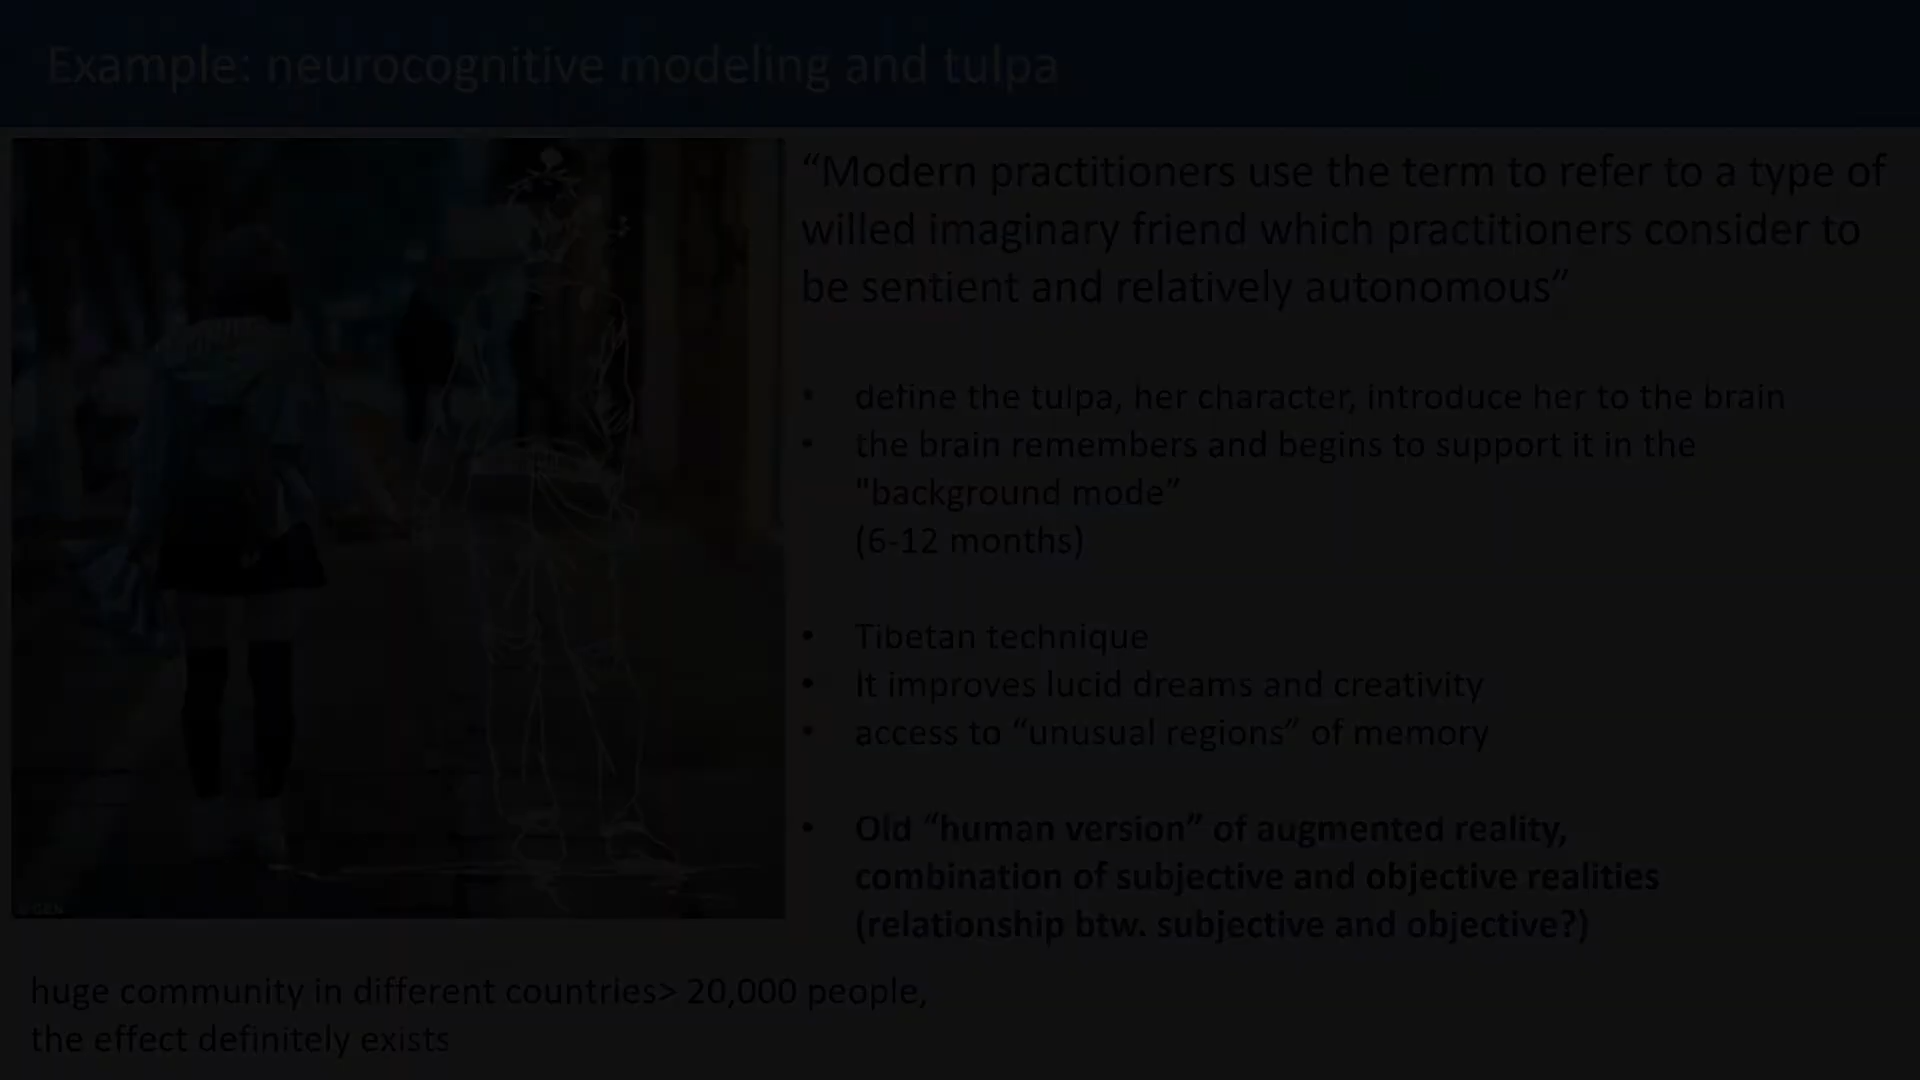 Example: neurocognitive modeling and tulpa
“Modern practitioners use the term to refer to a type of
willed imaginary friend which practitioners consider to
be sentient and relatively autonomous”
• define the tulpa, her character, introduce her to the brain
• the brain remembers and begins to support it in the
"background mode”
(6-12 months)
• Tibetan technique
• It improves lucid dreams and creativity
• access to “unusual regions” of memory
• Old “human version” of augmented reality,
combination of subjective and objective realities
(relationship btw. subjective and objective?)
huge community in different countries> 20,000 people,
the effect definitely exists